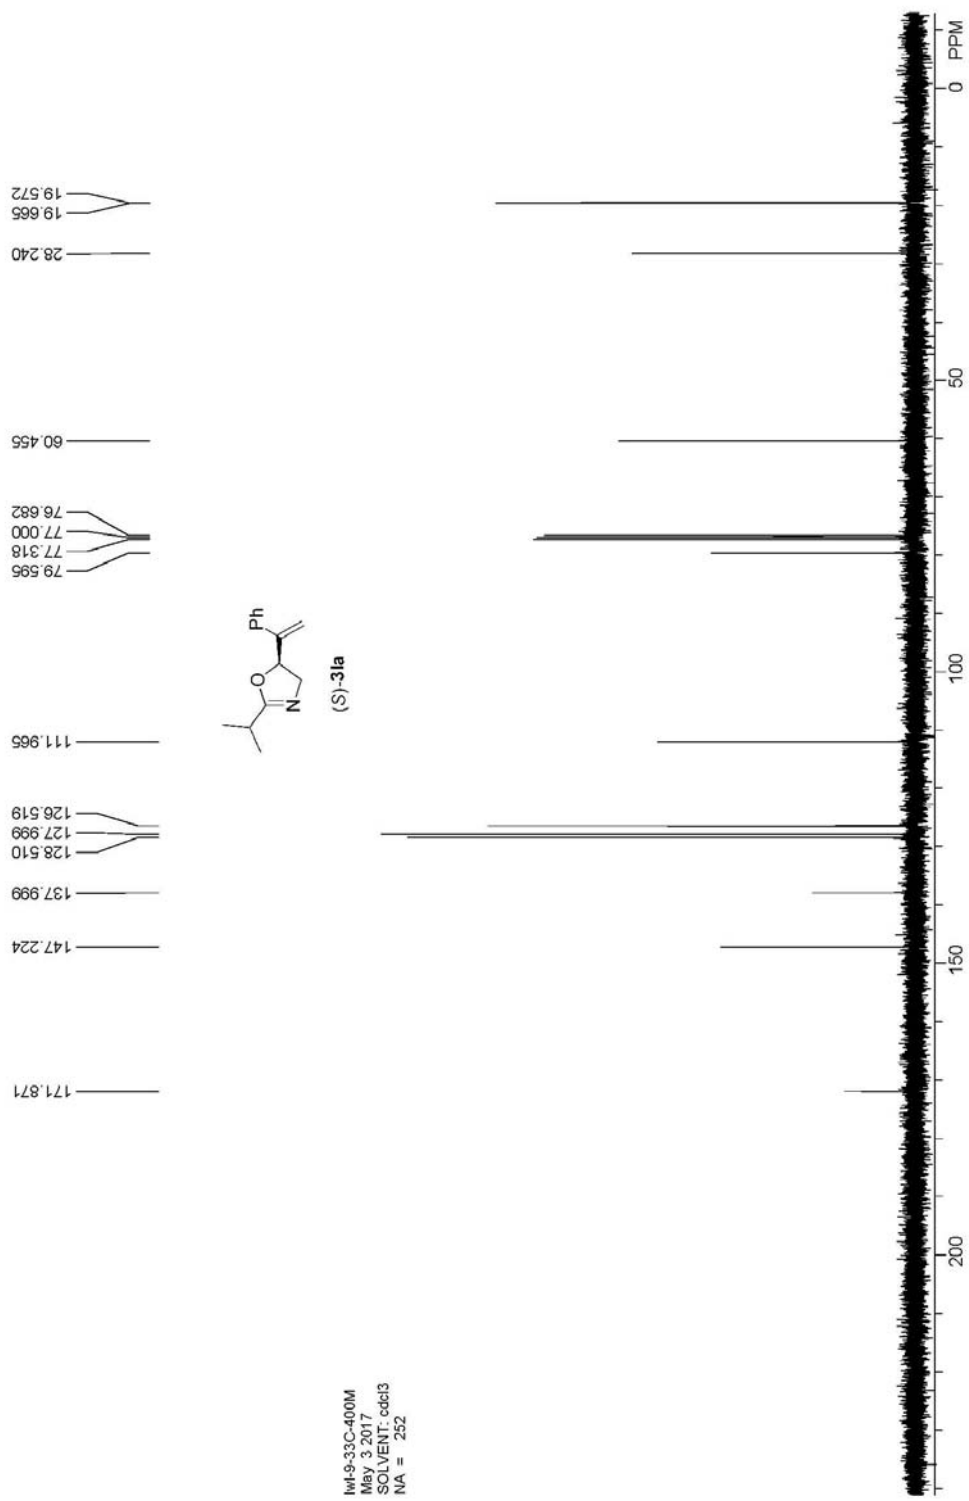 lwl-9-33C-400M
May 3 2017
SOLVENT: cdcl3
NA = 252
171.871
147.224
137.999
128.510
127.999
126.519
111.965
79.595
77.318
77.000
76.682
60.455
28.240
19.665
19.572
O
N
Ph
(S)-3la
200
150
100
50
0
PPM